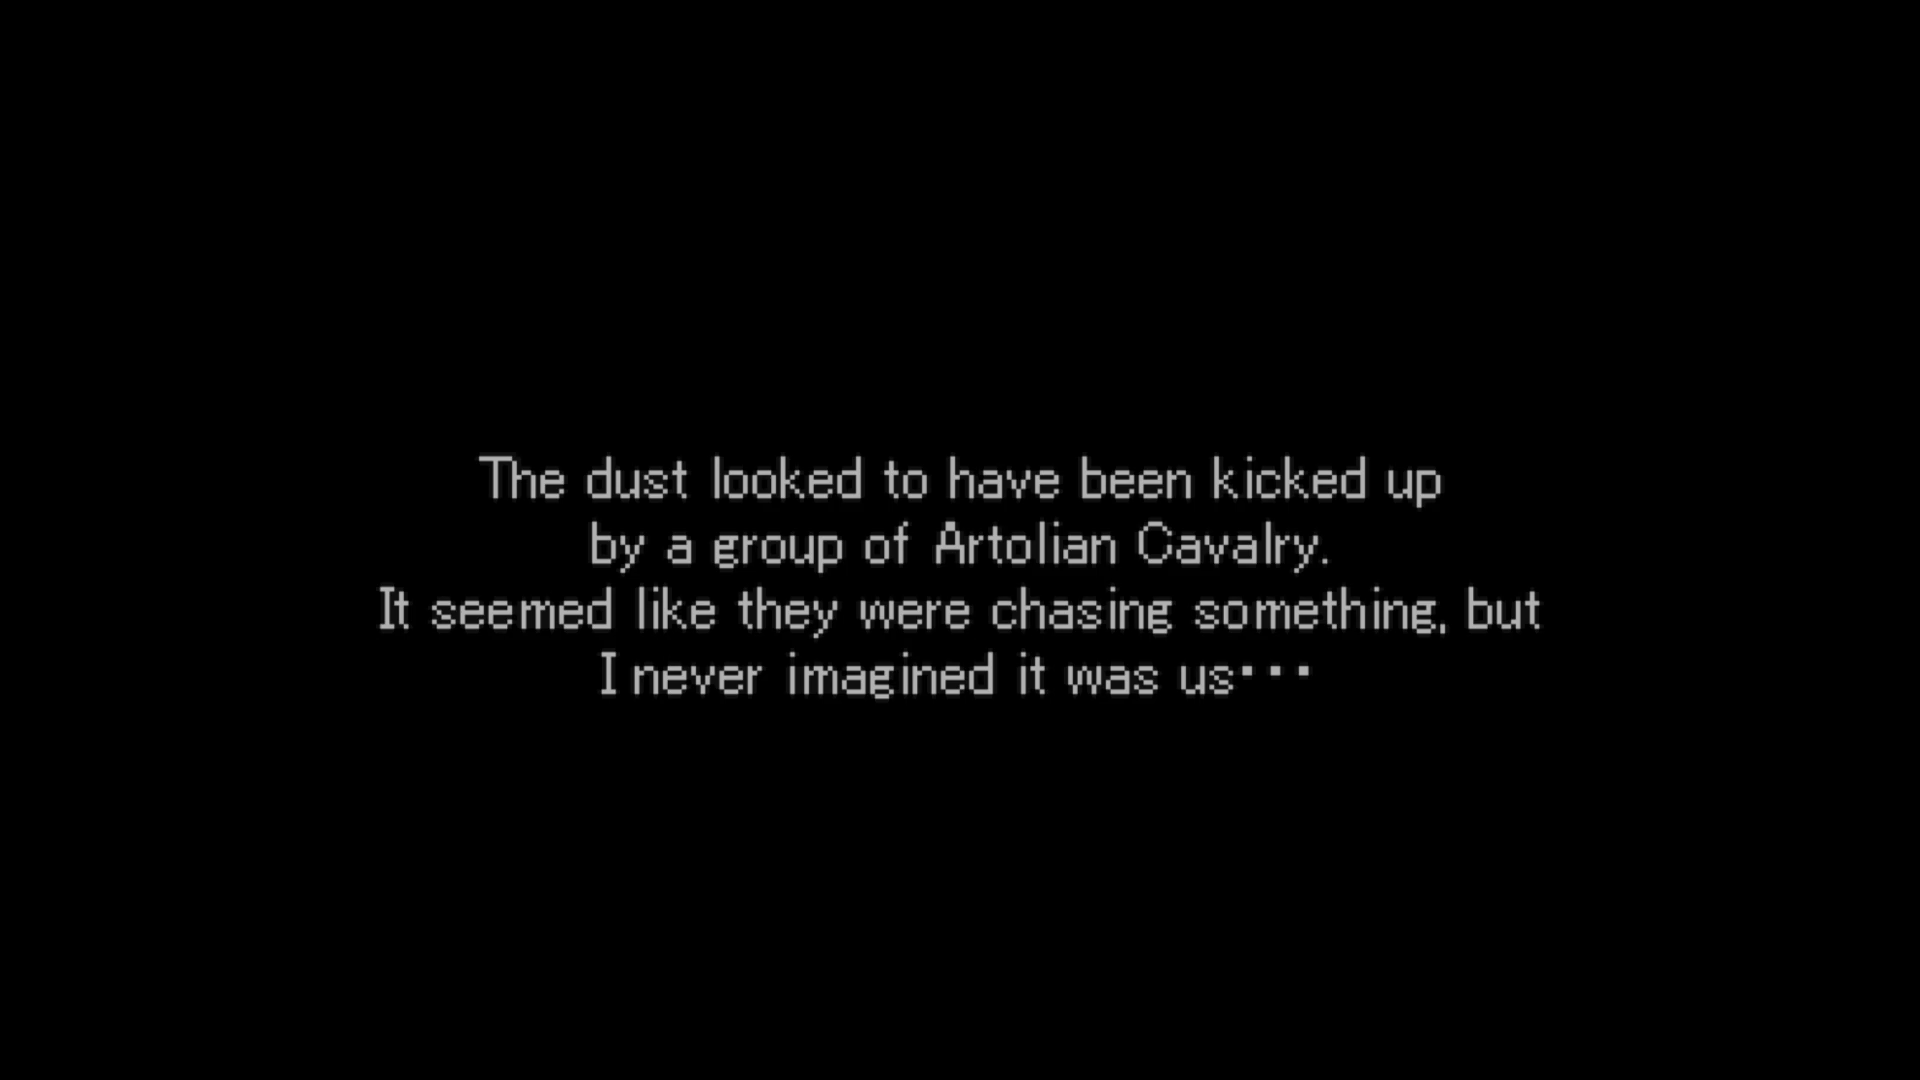 The dust looked to have been kicked up
by a group of Artolian Cavalry.
It seemed like they were chasing something, but
I never imagined it was us・・・